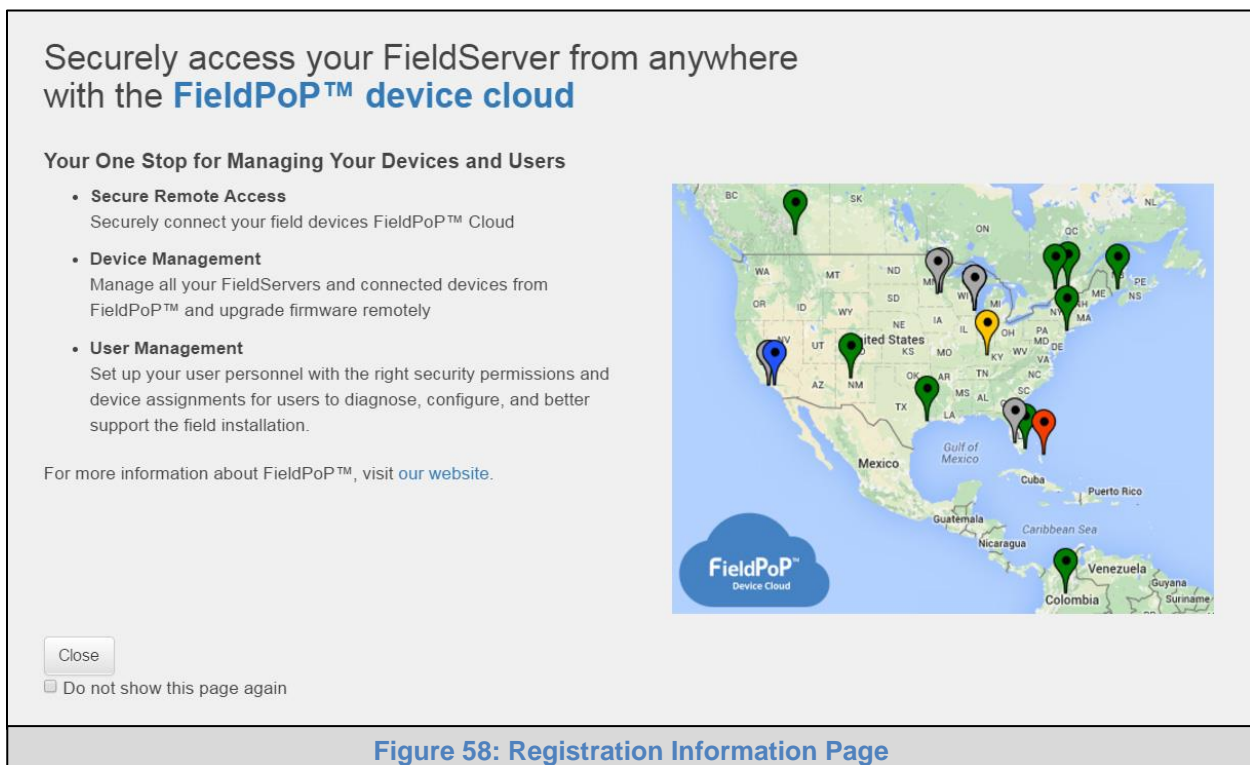 Securely access your FieldServer from anywhere
with the FieldPoP™ device cloud
Your One Stop for Managing Your Devices and Users
• Secure Remote Access
Securely connect your field devices FieldPoP™ Cloud
• Device Management
Manage all your FieldServers and connected devices from
FieldPoP™ and upgrade firmware remotely
• User Management
Set up your user personnel with the right security permissions and
device assignments for users to diagnose, configure, and better
support the field installation.
For more information about FieldPoP™, visit our website.
BC
SK
ON
QC
NL
WA
MT
ND
MN
WI
MI
PE
NS
ME
OR
ID
WY
SD
IA
NE
IL
OH
PA
NY
MA
NV
UT
ited States
KS
MO
KY
WV
MD
DE
VA
AZ
NM
OK
AR
TN
NC
SC
MS
AL
TX
LA
Gulf of
Mexico
Mexico
Cuba
Puerto Rico
Guatemala
Caribbean Sea
Nicaragua
Venezuela
Guyana
Suriname
Colombia
FieldPoP™
Device Cloud
Close
Do not show this page again
Figure 58: Registration Information Page